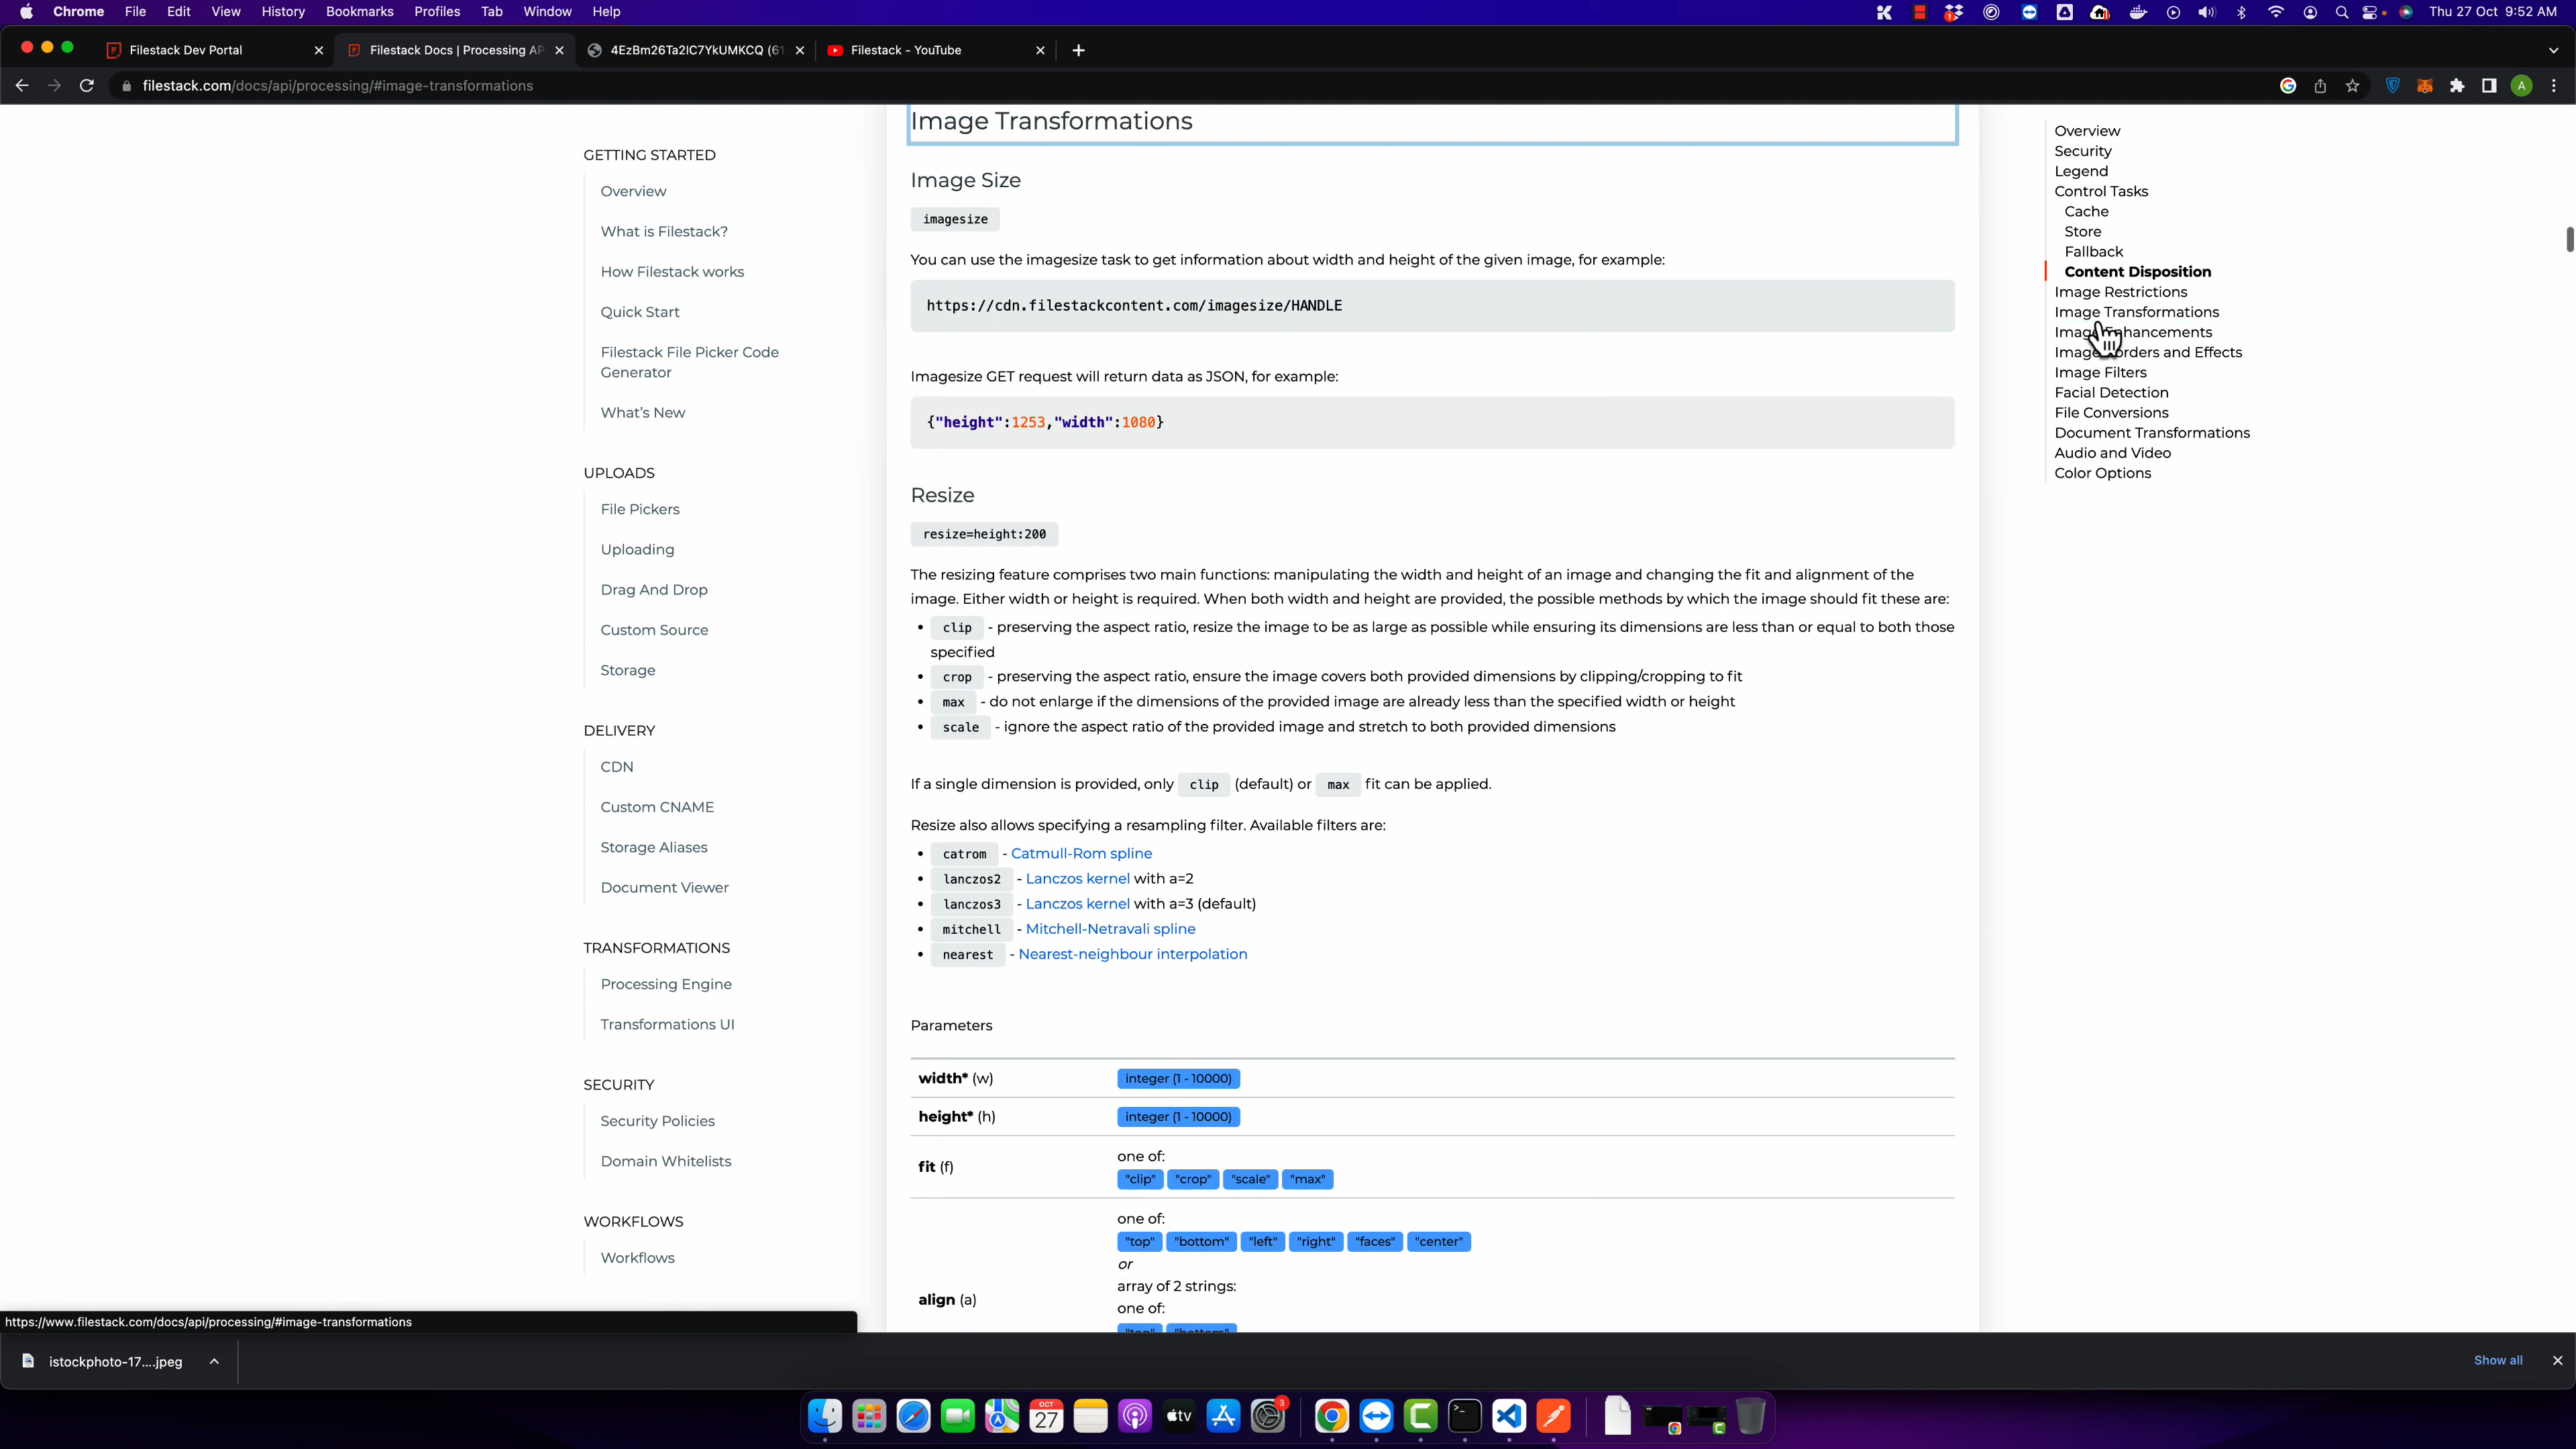 Chrome File Edit View History Bookmarks Profiles Tab Window Help Thu 27 Oct 9:52 AM
Filestack Dev Portal Filestack Docs | Processing AP 4EzBm26Ta2IC7YkUMKCQ (61 Filestack - YouTube
filestack.com/docs/api/processing/#image-transformations
GETTING STARTED
Overview
What is Filestack?
How Filestack works
Quick Start
Filestack File Picker Code
Generator
What's New
UPLOADS
File Pickers
Uploading
Drag And Drop
Custom Source
Storage
DELIVERY
CDN
Custom CNAME
Storage Aliases
Document Viewer
TRANSFORMATIONS
Processing Engine
Transformations UI
SECURITY
Security Policies
Domain Whitelists
WORKFLOWS
Workflows
Image Transformations
Image Size
imagesize
You can use the imagesize task to get information about width and height of the given image, for example:
https://cdn.filestackcontent.com/imagesize/HANDLE
Imagesize GET request will return data as JSON, for example:
{"height":1253,"width":1080}
Resize
resize=height:200
The resizing feature comprises two main functions: manipulating the width and height of an image and changing the fit and alignment of the
image. Either width or height is required. When both width and height are provided, the possible methods by which the image should fit these are:
• clip - preserving the aspect ratio, resize the image to be as large as possible while ensuring its dimensions are less than or equal to both those
specified
• crop - preserving the aspect ratio, ensure the image covers both provided dimensions by clipping/cropping to fit
• max - do not enlarge if the dimensions of the provided image are already less than the specified width or height
• scale - ignore the aspect ratio of the provided image and stretch to both provided dimensions
If a single dimension is provided, only clip (default) or max fit can be applied.
Resize also allows specifying a resampling filter. Available filters are:
• catrom - Catmull-Rom spline
• lanczos2 - Lanczos kernel with a=2
• lanczos3 - Lanczos kernel with a=3 (default)
• mitchell - Mitchell-Netravali spline
• nearest - Nearest-neighbour interpolation
Parameters
width* (w) integer (1 - 10000)
height* (h) integer (1 - 10000)
fit (f) one of:
"clip" "crop" "scale" "max"
align (a) one of:
"top" "bottom" "left" "right" "faces" "center"
or
array of 2 strings:
one of:
"top" "bottom"
Overview
Security
Legend
Control Tasks
Cache
Store
Fallback
Content Disposition
Image Restrictions
Image Transformations
Image Enhancements
Image Borders and Effects
Image Filters
Facial Detection
File Conversions
Document Transformations
Audio and Video
Color Options
https://www.filestack.com/docs/api/processing/#image-transformations
istockphoto-17....jpeg Show all
OCT
27
tv
3